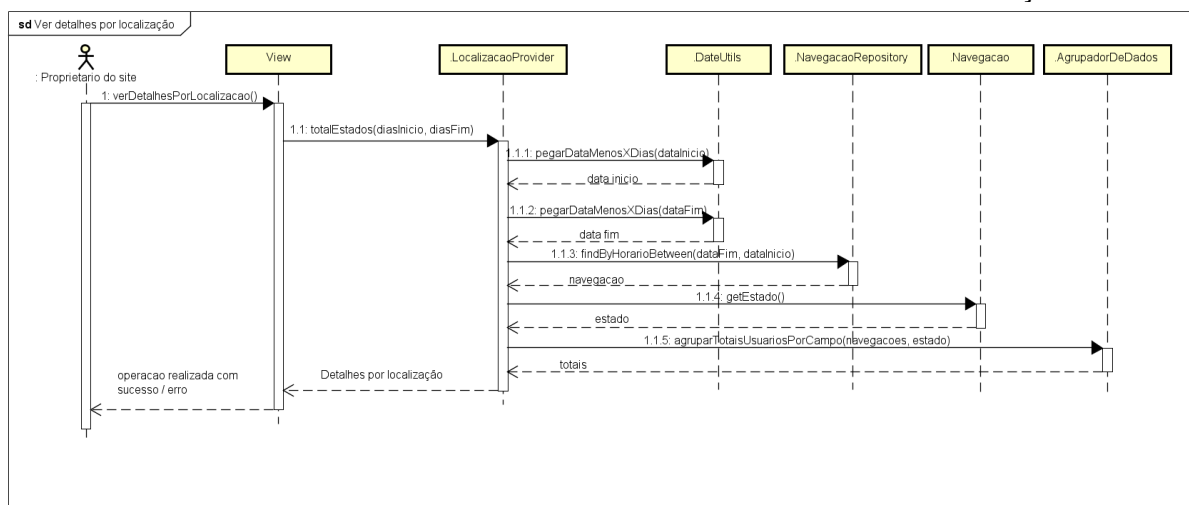 sd Ver detalhes por localização
: Proprietario do site
View
.LocalizacaoProvider
.DateUtils
.NavegacaoRepository
.Navegacao
.AgrupadorDeDados
1: verDetalhesPorLocalizacao()
1.1: totalEstados(diasInicio, diasFim)
1.1.1: pegarDataMenosXDias(dataInicio)
data inicio
1.1.2: pegarDataMenosXDias(dataFim)
data fim
1.1.3: findByHorarioBetween(dataFim, dataInicio)
navegacao
1.1.4: getEstado()
estado
1.1.5: agruparTotaisUsuariosPorCampo(navegacoes, estado)
totais
Detalhes por localização
operacao realizada com
sucesso / erro